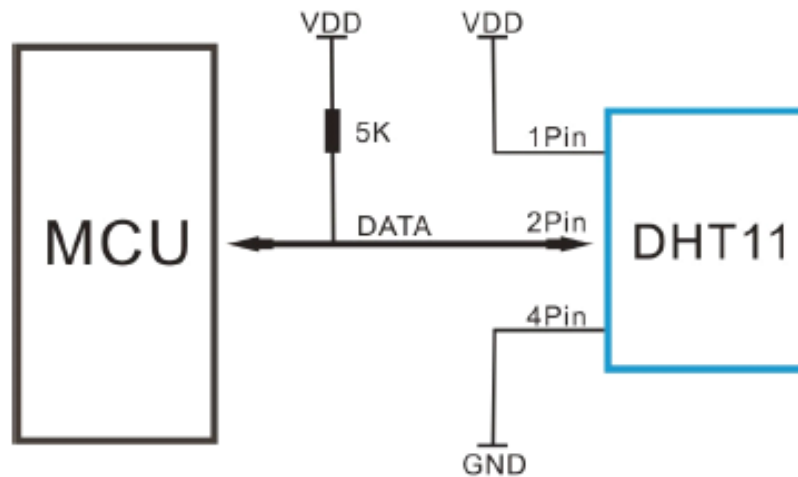 VDD
VDD
5K
1Pin
MCU
DATA
2Pin
DHT11
4Pin
GND